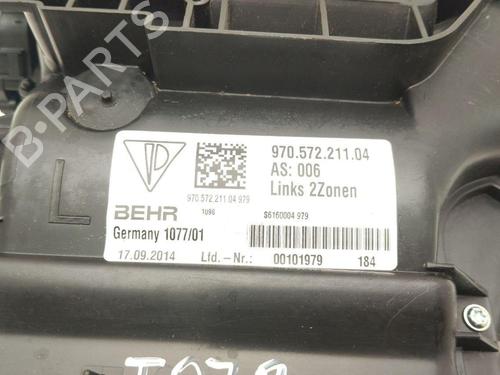 B-PARTS
L
970.572.211.04
AS: 006
Links 2Zonen
970.572.211.04 979
BEHR
1096
S6160004 979
Germany 1077/01
17.09.2014 Lfd.-Nr.: 00101979 184